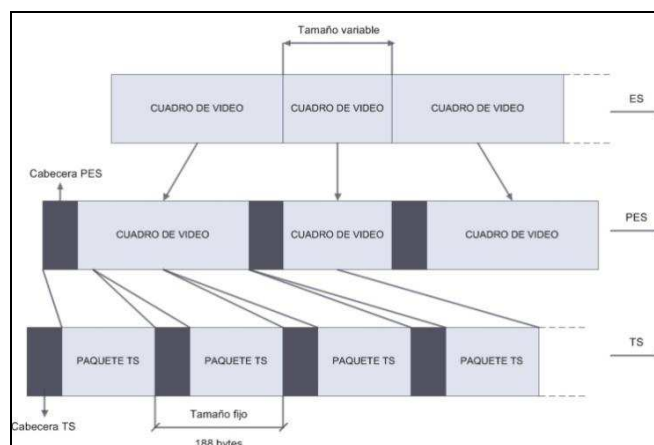 Tamaño variable
CUADRO DE VIDEO CUADRO DE VIDEO CUADRO DE VIDEO
ES
Cabecera PES
CUADRO DE VIDEO CUADRO DE VIDEO CUADRO DE VIDEO
PES
PAQUETE TS PAQUETE TS PAQUETE TS PAQUETE TS
TS
Tamaño fijo
Cabecera TS
188 bytes